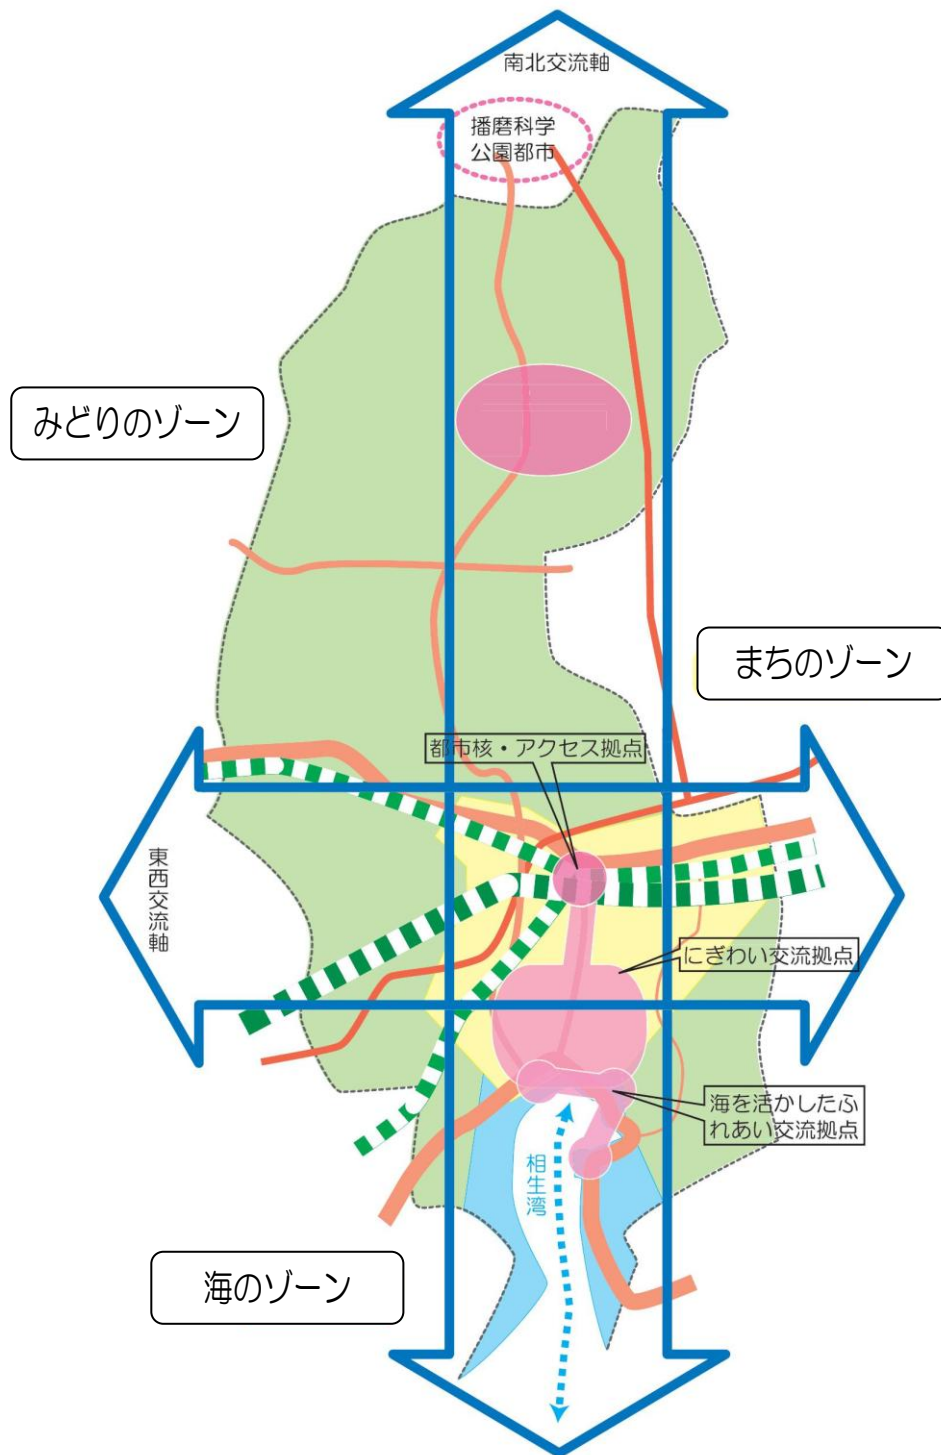 南北交流軸
播磨科学
公園都市
みどりのゾーン
まちのゾーン
都市核・アクセス拠点
東西交流軸
にぎわい交流拠点
海を活かしたふ
れあい交流拠点
相生湾
海のゾーン